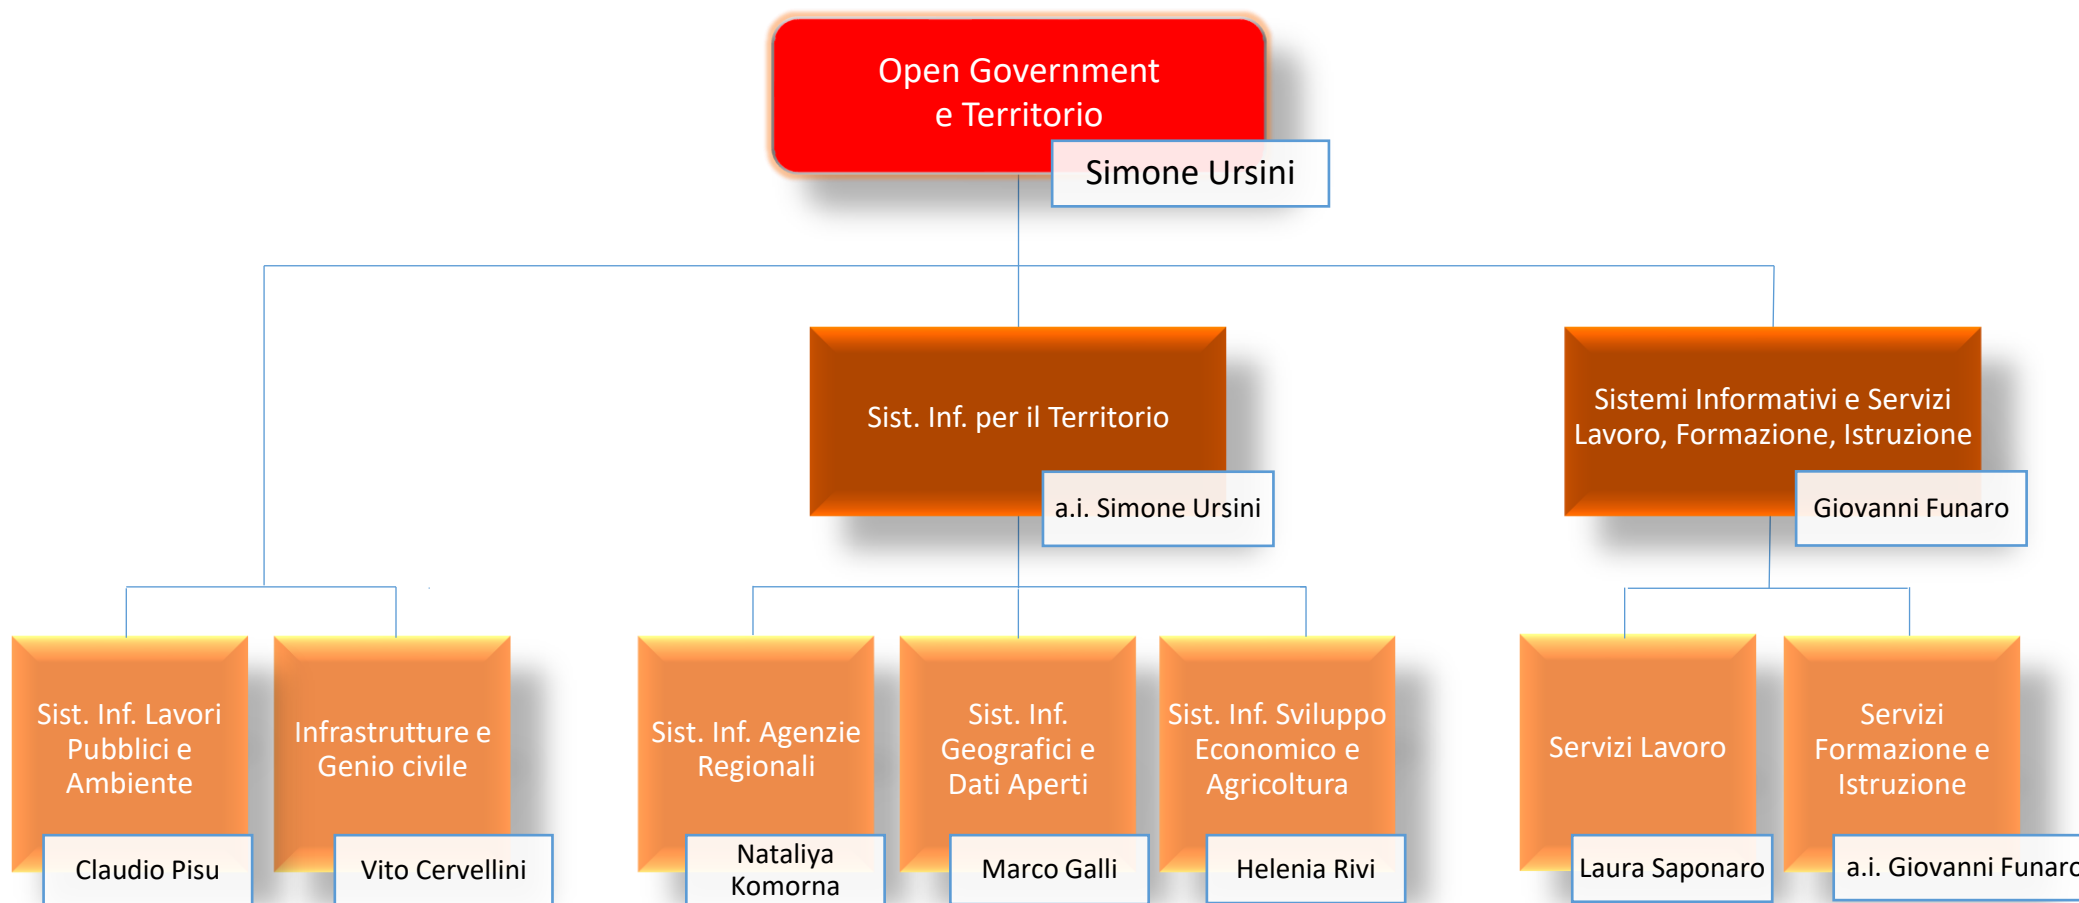 Open Government
e Territorio
Simone Ursini
Sist. Inf. per il Territorio
a.i. Simone Ursini
Sistemi Informativi e Servizi
Lavoro, Formazione, Istruzione
Giovanni Funaro
Sist. Inf. Lavori
Pubblici e
Ambiente
Claudio Pisu
Infrastrutture e
Genio civile
Vito Cervellini
Sist. Inf. Agenzie
Regionali
Nataliya
Komorna
Sist. Inf.
Geografici e
Dati Aperti
Marco Galli
Sist. Inf. Sviluppo
Economico e
Agricoltura
Helenia Rivi
Servizi Lavoro
Laura Saponaro
Servizi
Formazione e
Istruzione
a.i. Giovanni Funaro